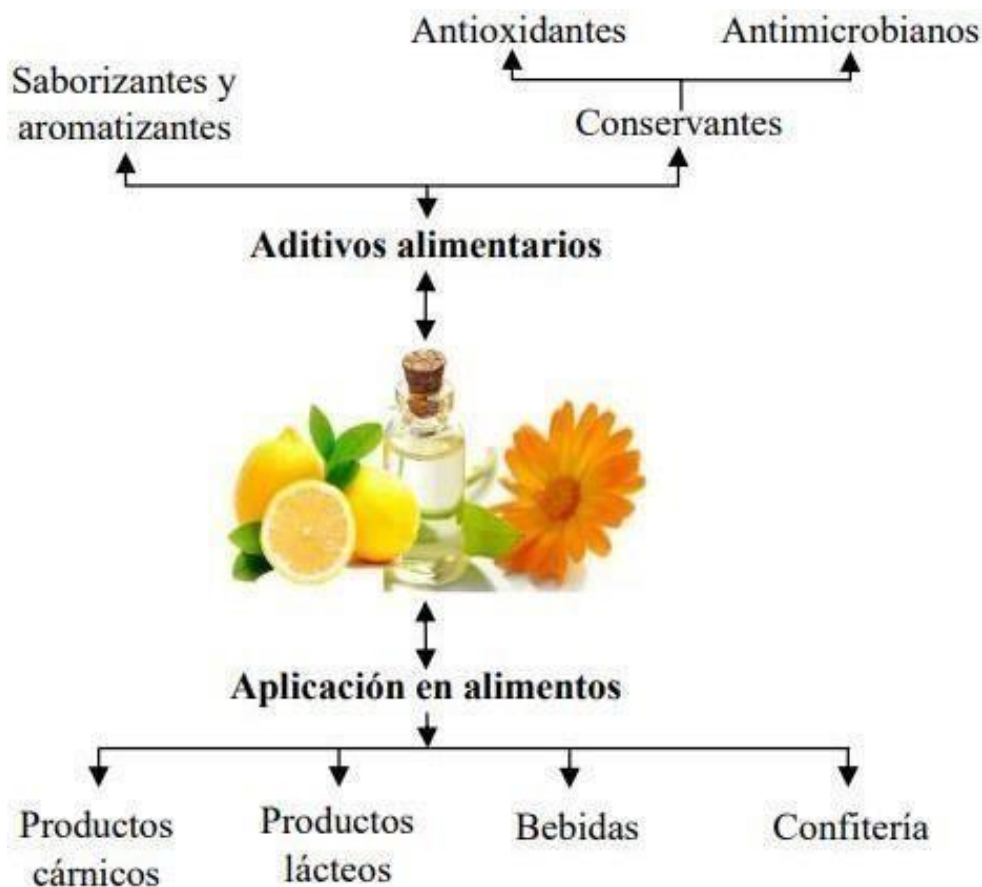 Antioxidantes
Antimicrobianos
Saborizantes y
aromatizantes
Conservantes
Aditivos alimentarios
Aplicación en alimentos
Productos
cárnicos
Productos
lácteos
Bebidas
Confitería